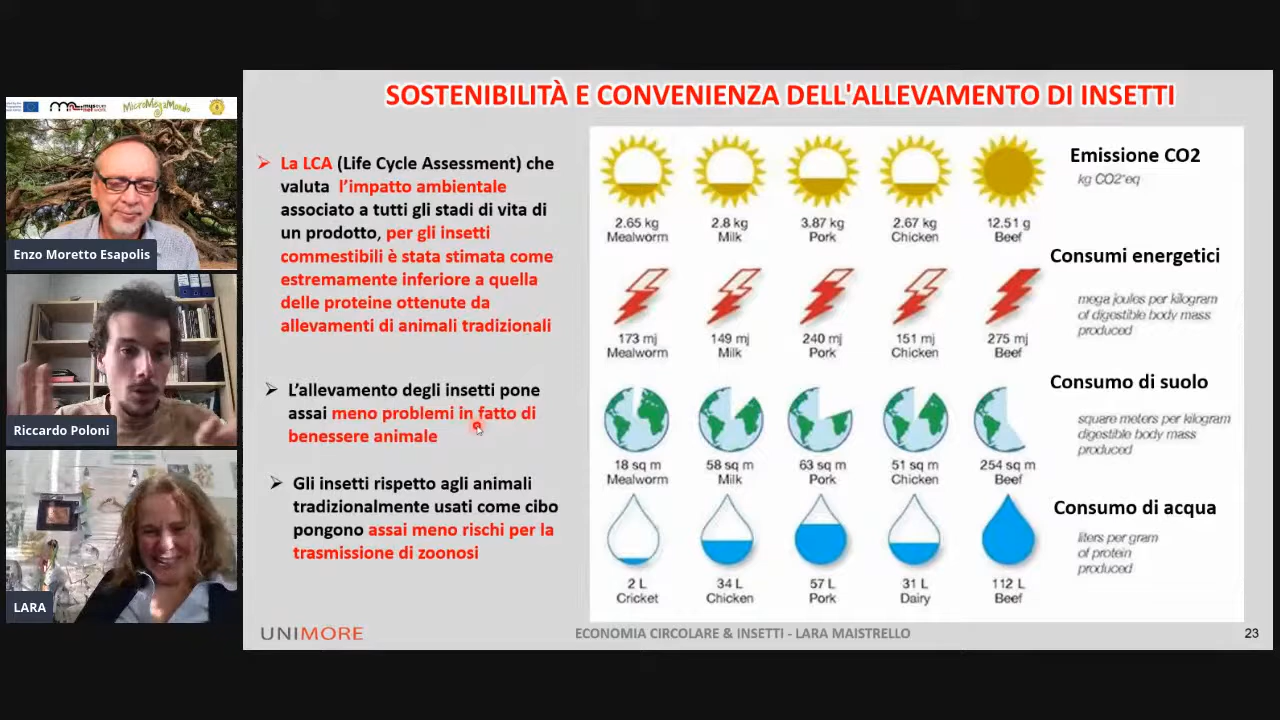 SOSTENIBILITÀ E CONVENIENZA DELL'ALLEVAMENTO DI INSETTI
MicroMegaMondo
Enzo Moretto Esapolis
Riccardo Poloni
LARA
La LCA (Life Cycle Assessment) che
valuta l'impatto ambientale
associato a tutti gli stadi di vita di
un prodotto, per gli insetti
commestibili è stata stimata come
estremamente inferiore a quella
delle proteine ottenute da
allevamenti di animali tradizionali
L'allevamento degli insetti pone
assai meno problemi in fatto di
benessere animale
Gli insetti rispetto agli animali
tradizionalmente usati come cibo
pongono assai meno rischi per la
trasmissione di zoonosi
Emissione CO2
kg CO2*eq
2.65 kg 2.8 kg 3.87 kg 2.67 kg 12.51 g
Mealworm Milk Pork Chicken Beef
Consumi energetici
mega joules per kilogram
of digestible body mass
produced
173 mj 149 mj 240 mj 151 mj 275 mj
Mealworm Milk Pork Chicken Beef
Consumo di suolo
square meters per kilogram
digestible body mass
produced
18 sq m 58 sq m 63 sq m 51 sq m 254 sq m
Mealworm Milk Pork Chicken Beef
Consumo di acqua
liters per gram
of protein
produced
2 L 34 L 57 L 31 L 112 L
Cricket Chicken Pork Dairy Beef
UNIMORE
ECONOMIA CIRCOLARE & INSETTI - LARA MAISTRELLO
23